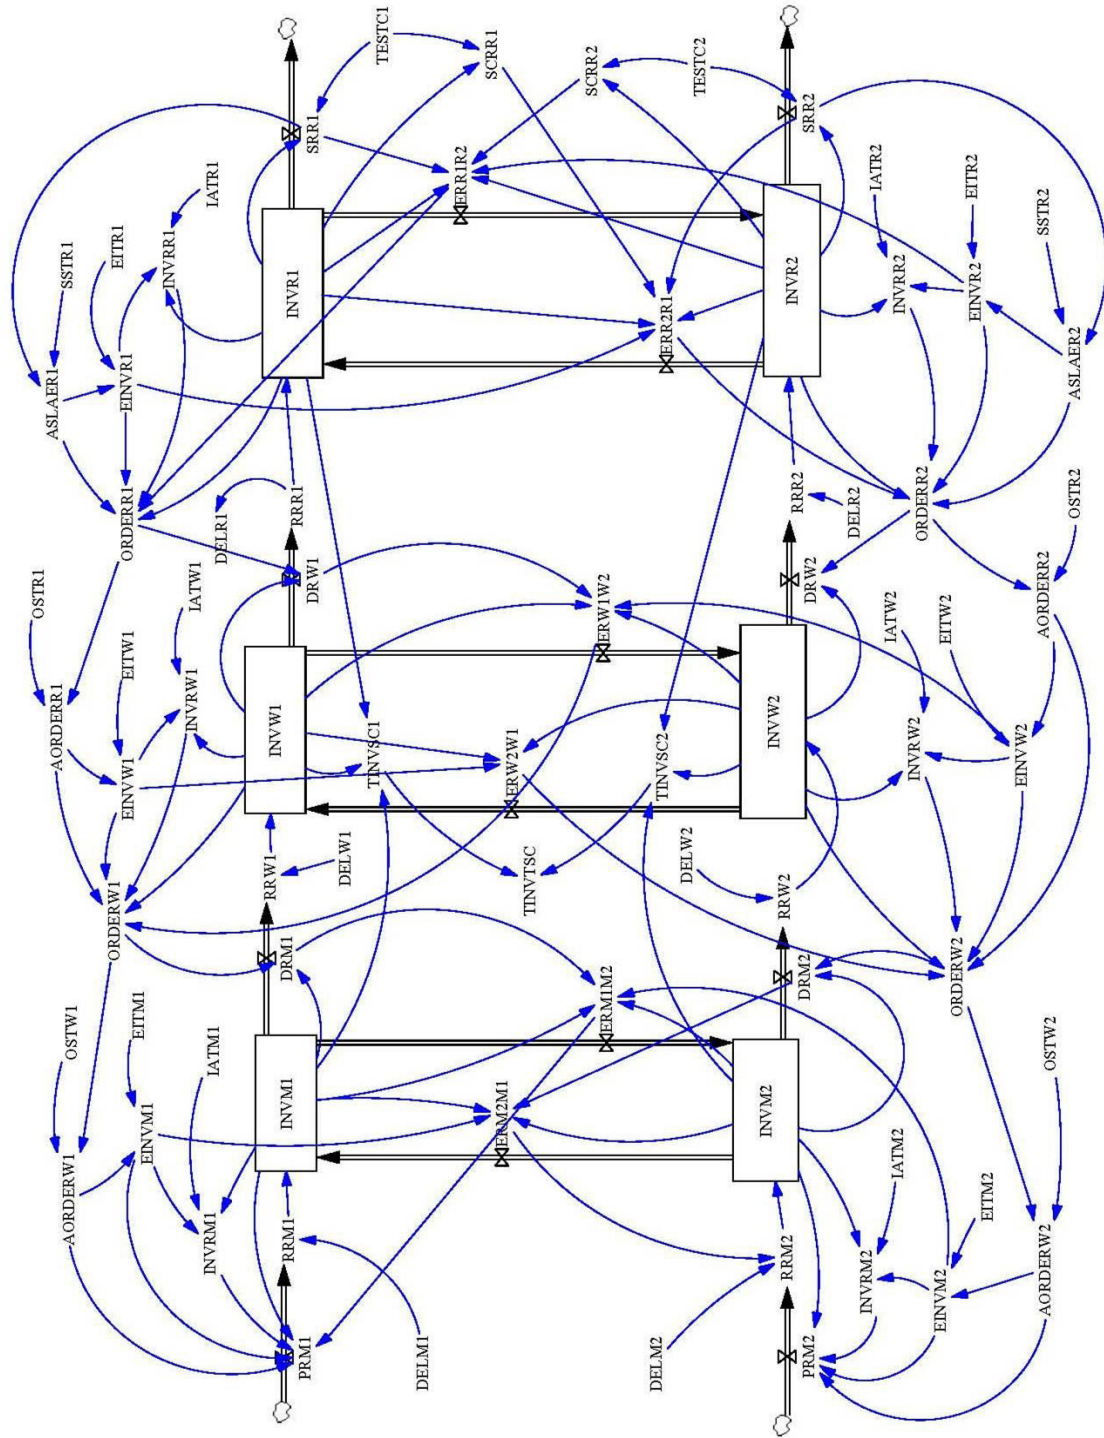 AORDERW1
OSTW1
AORDERR1
OSTR1
ASLAER1
SSTR1
EINVM1
EITM1
ORDERW1
EINVW1
EITW1
ORDERR1
EINVR1
EITR1
INVRM1
IATM1
INVRW1
IATW1
DELR1
INVRR1
IATR1
PRM1
RRM1
INVM1
DRM1
RRW1
INVW1
DRW1
RRR1
INVR1
SRR1
DELM1
DELW1
TINVSC1
TESTC1
ERM2M1
TINVTSC
ERW2W1
ERR1R2
SCRR1
ERM1M2
ERW1W2
SCRR2
DELM2
DELW2
TINVSC2
ERR2R1
TESTC2
PRM2
RRM2
INVM2
DRM2
RRW2
INVW2
DRW2
RRR2
INVR2
SRR2
DELR2
INVRM2
IATM2
INVRW2
IATW2
INVRR2
IATR2
EINVM2
EITM2
ORDERW2
EINVW2
EITW2
ORDERR2
EINVR2
EITR2
AORDERW2
OSTW2
AORDERR2
OSTR2
ASLAER2
SSTR2